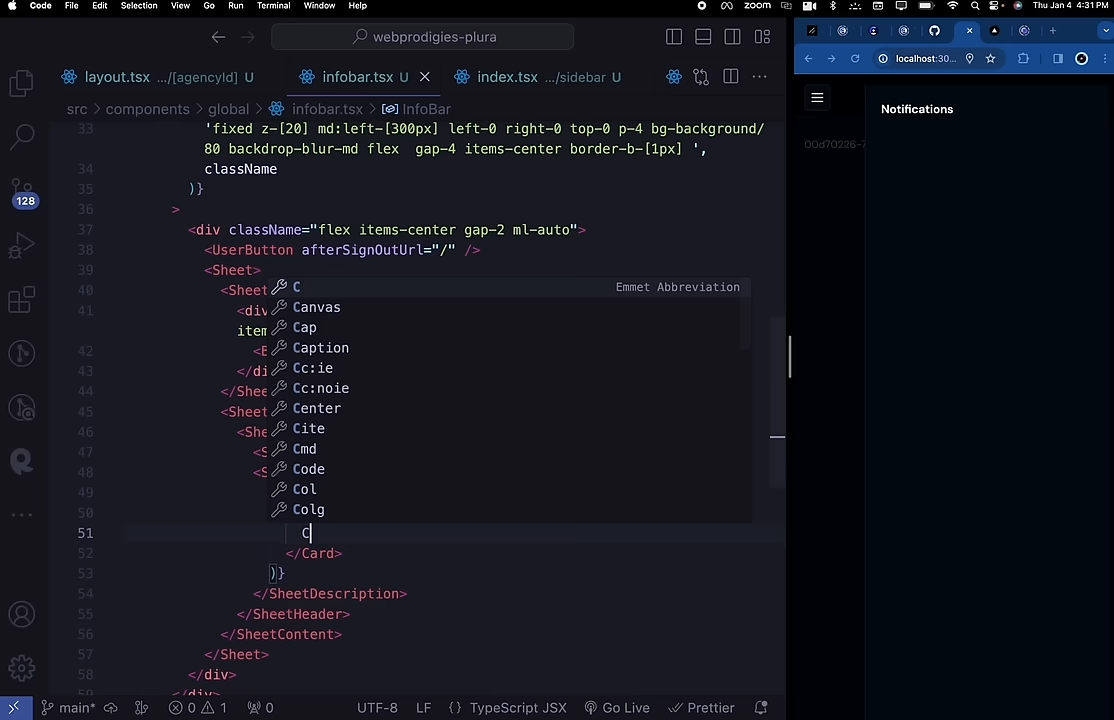 Code File Edit Selection View Go Run Terminal Window Help zoom Thu Jan 4 4:31 PM
webprodigies-plura
layout.tsx .../[agencyId] U infobar.tsx U index.tsx .../sidebar U
src > components > global > infobar.tsx > InfoBar
33 'fixed z-[20] md:left-[300px] left-0 right-0 top-0 p-4 bg-background/
80 backdrop-blur-md flex  gap-4 items-center border-b-[1px] ',
34 className
35 )}
36 >
37 <div className="flex items-center gap-2 ml-auto">
38 <UserButton afterSignOutUrl="/" />
39 <Sheet>
40 <Sheet
41 <div
item
42 <B
43 </di
44 </Shee
45 <Sheet
46 <She
47 <S
48 <S
49
50
51 C
52 </Card>
53 )}
54 </SheetDescription>
55 </SheetHeader>
56 </SheetContent>
57 </Sheet>
58 </div>
59 </div>
C Emmet Abbreviation
Canvas
Cap
Caption
Cc:ie
Cc:noie
Center
Cite
Cmd
Code
Col
Colg
128
main* 0 1 0 UTF-8 LF {} TypeScript JSX Go Live Prettier
localhost:30...
Notifications
00d70226-7